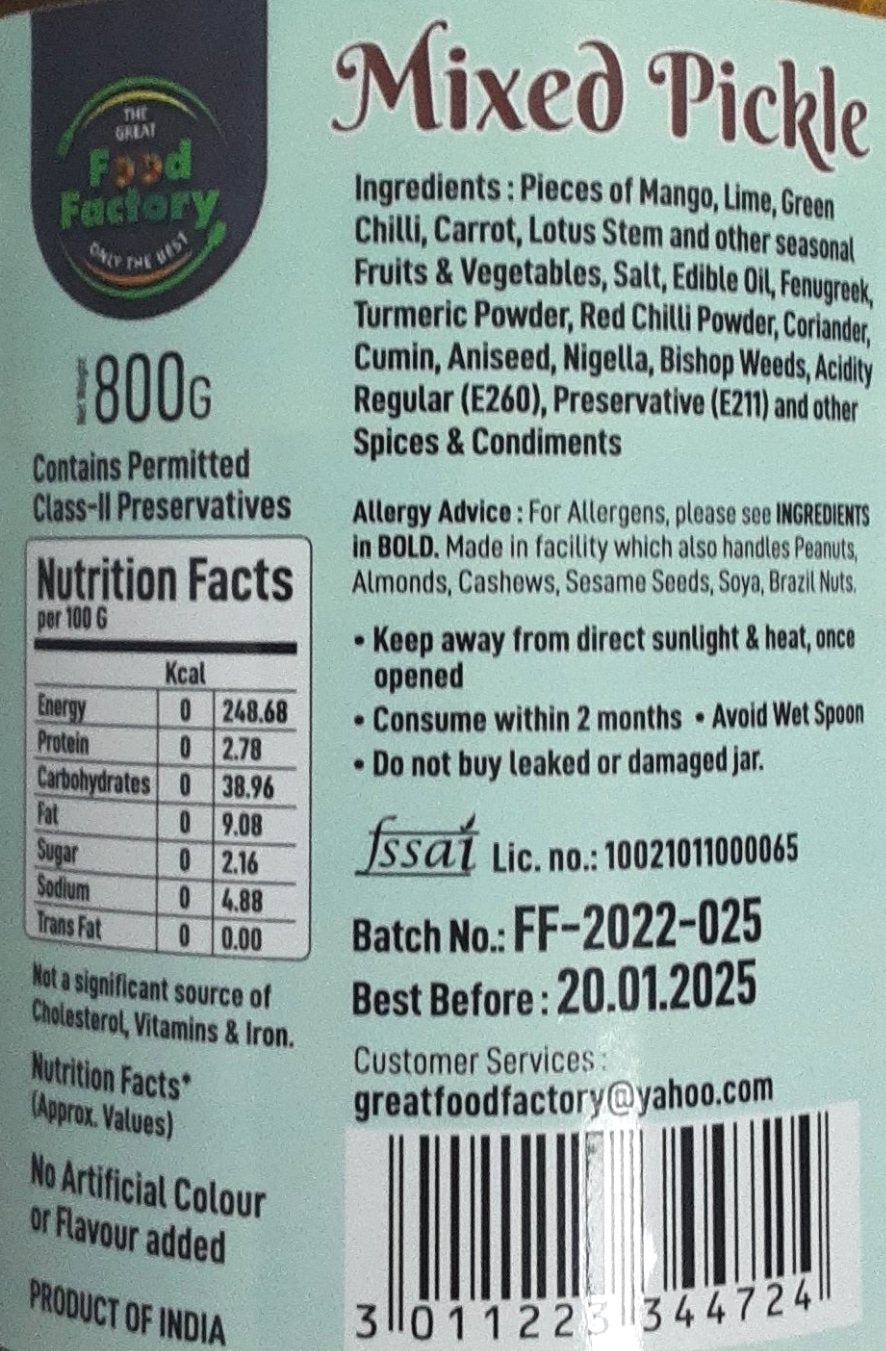 THE
GREAT
Food
Factory
ONLY THE BEST
Net Weight
800G
Contains Permitted
Class-II Preservatives
Nutrition Facts
per 100 G
Kcal
Energy 0 248.68
Protein 0 2.78
Carbohydrates 0 38.96
Fat 0 9.08
Sugar 0 2.16
Sodium 0 4.88
Trans Fat 0 0.00
Not a significant source of
Cholesterol, Vitamins & Iron.
Nutrition Facts*
(Approx. Values)
No Artificial Colour
or Flavour added
PRODUCT OF INDIA
Mixed Pickle
Ingredients : Pieces of Mango, Lime, Green
Chilli, Carrot, Lotus Stem and other seasonal
Fruits & Vegetables, Salt, Edible Oil, Fenugreek,
Turmeric Powder, Red Chilli Powder, Coriander,
Cumin, Aniseed, Nigella, Bishop Weeds, Acidity
Regular (E260), Preservative (E211) and other
Spices & Condiments
Allergy Advice : For Allergens, please see INGREDIENTS
in BOLD. Made in facility which also handles Peanuts,
Almonds, Cashews, Sesame Seeds, Soya, Brazil Nuts.
• Keep away from direct sunlight & heat, once
opened
• Consume within 2 months • Avoid Wet Spoon
• Do not buy leaked or damaged jar.
fssai Lic. no.: 10021011000065
Batch No.: FF-2022-025
Best Before : 20.01.2025
Customer Services :
greatfoodfactory@yahoo.com
3 011223 344724